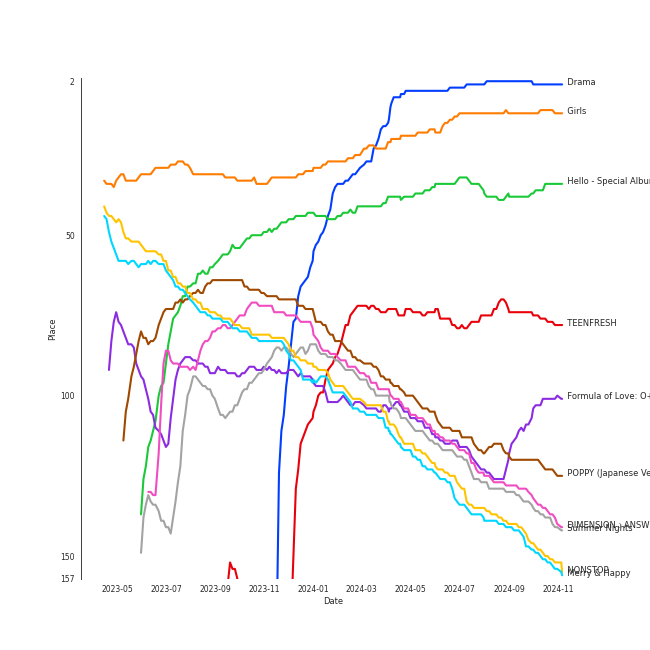 2
Drama
Girls
Hello - Special Album
50
Place
TEENFRESH
100
Formula of Love: O+
POPPY (Japanese Ve
DIMENSION : ANSW
Summer Nights
150
NONSTOP
Merry & Happy
157
2023-05 2023-07 2023-09 2023-11 2024-01 2024-03 2024-05 2024-07 2024-09 2024-11
Date